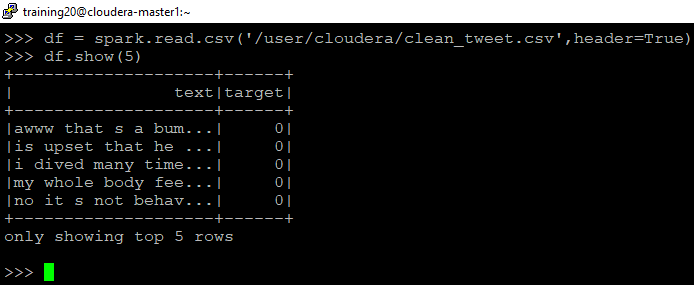 training20@cloudera-master1:~
>>> df = spark.read.csv('/user/cloudera/clean_tweet.csv',header=True)
>>> df.show(5)
+--------------------+------+
|                text|target|
+--------------------+------+
|awww that s a bum...|     0|
|is upset that he ...|     0|
|i dived many time...|     0|
|my whole body fee...|     0|
|no it s not behav...|     0|
+--------------------+------+
only showing top 5 rows
>>>